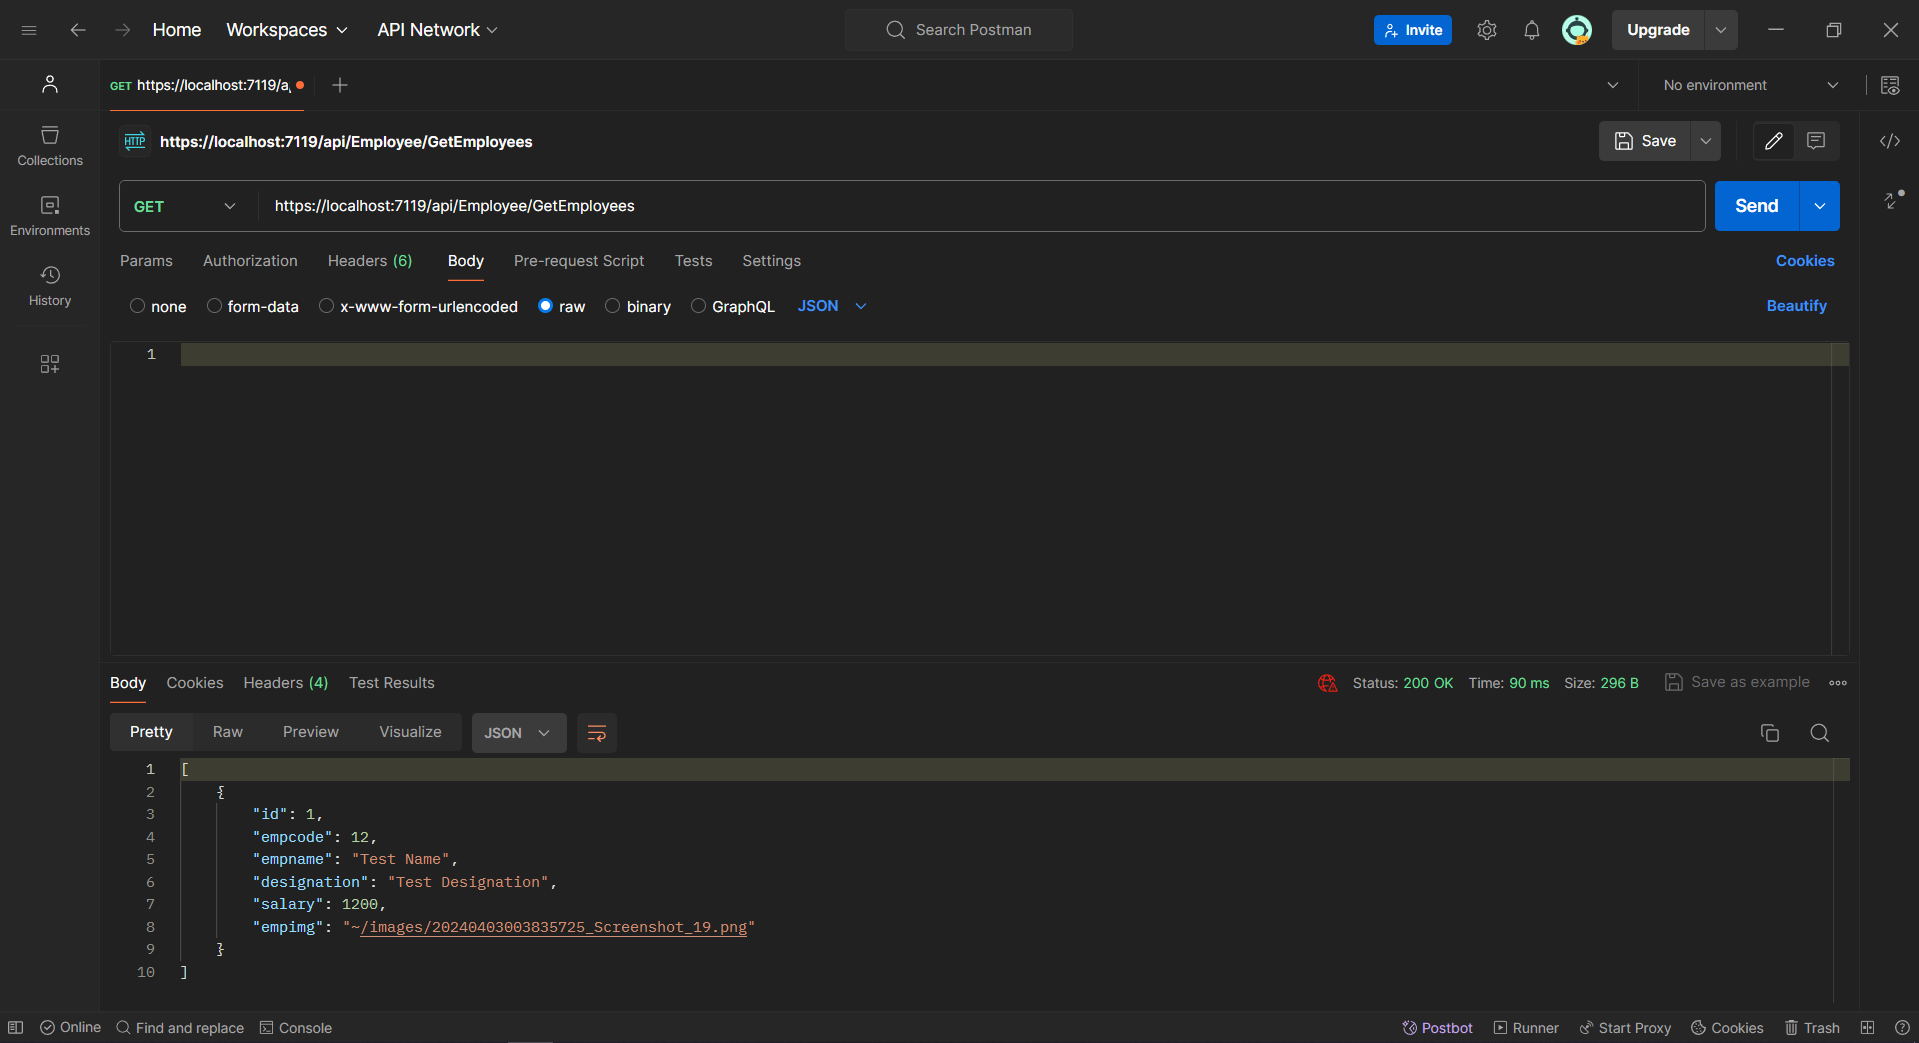 Home Workspaces API Network Search Postman Invite Upgrade
GET https://localhost:7119/a No environment
Collections
Environments
History
HTTP https://localhost:7119/api/Employee/GetEmployees Save
GET https://localhost:7119/api/Employee/GetEmployees Send
Params Authorization Headers (6) Body Pre-request Script Tests Settings Cookies
none form-data x-www-form-urlencoded raw binary GraphQL JSON Beautify
1
Body Cookies Headers (4) Test Results Status: 200 OK Time: 90 ms Size: 296 B Save as example
Pretty Raw Preview Visualize JSON
1 [
2 {
3 "id": 1,
4 "empcode": 12,
5 "empname": "Test Name",
6 "designation": "Test Designation",
7 "salary": 1200,
8 "empimg": "~/images/20240403003835725_Screenshot_19.png"
9 }
10 ]
Online Find and replace Console Postbot Runner Start Proxy Cookies Trash